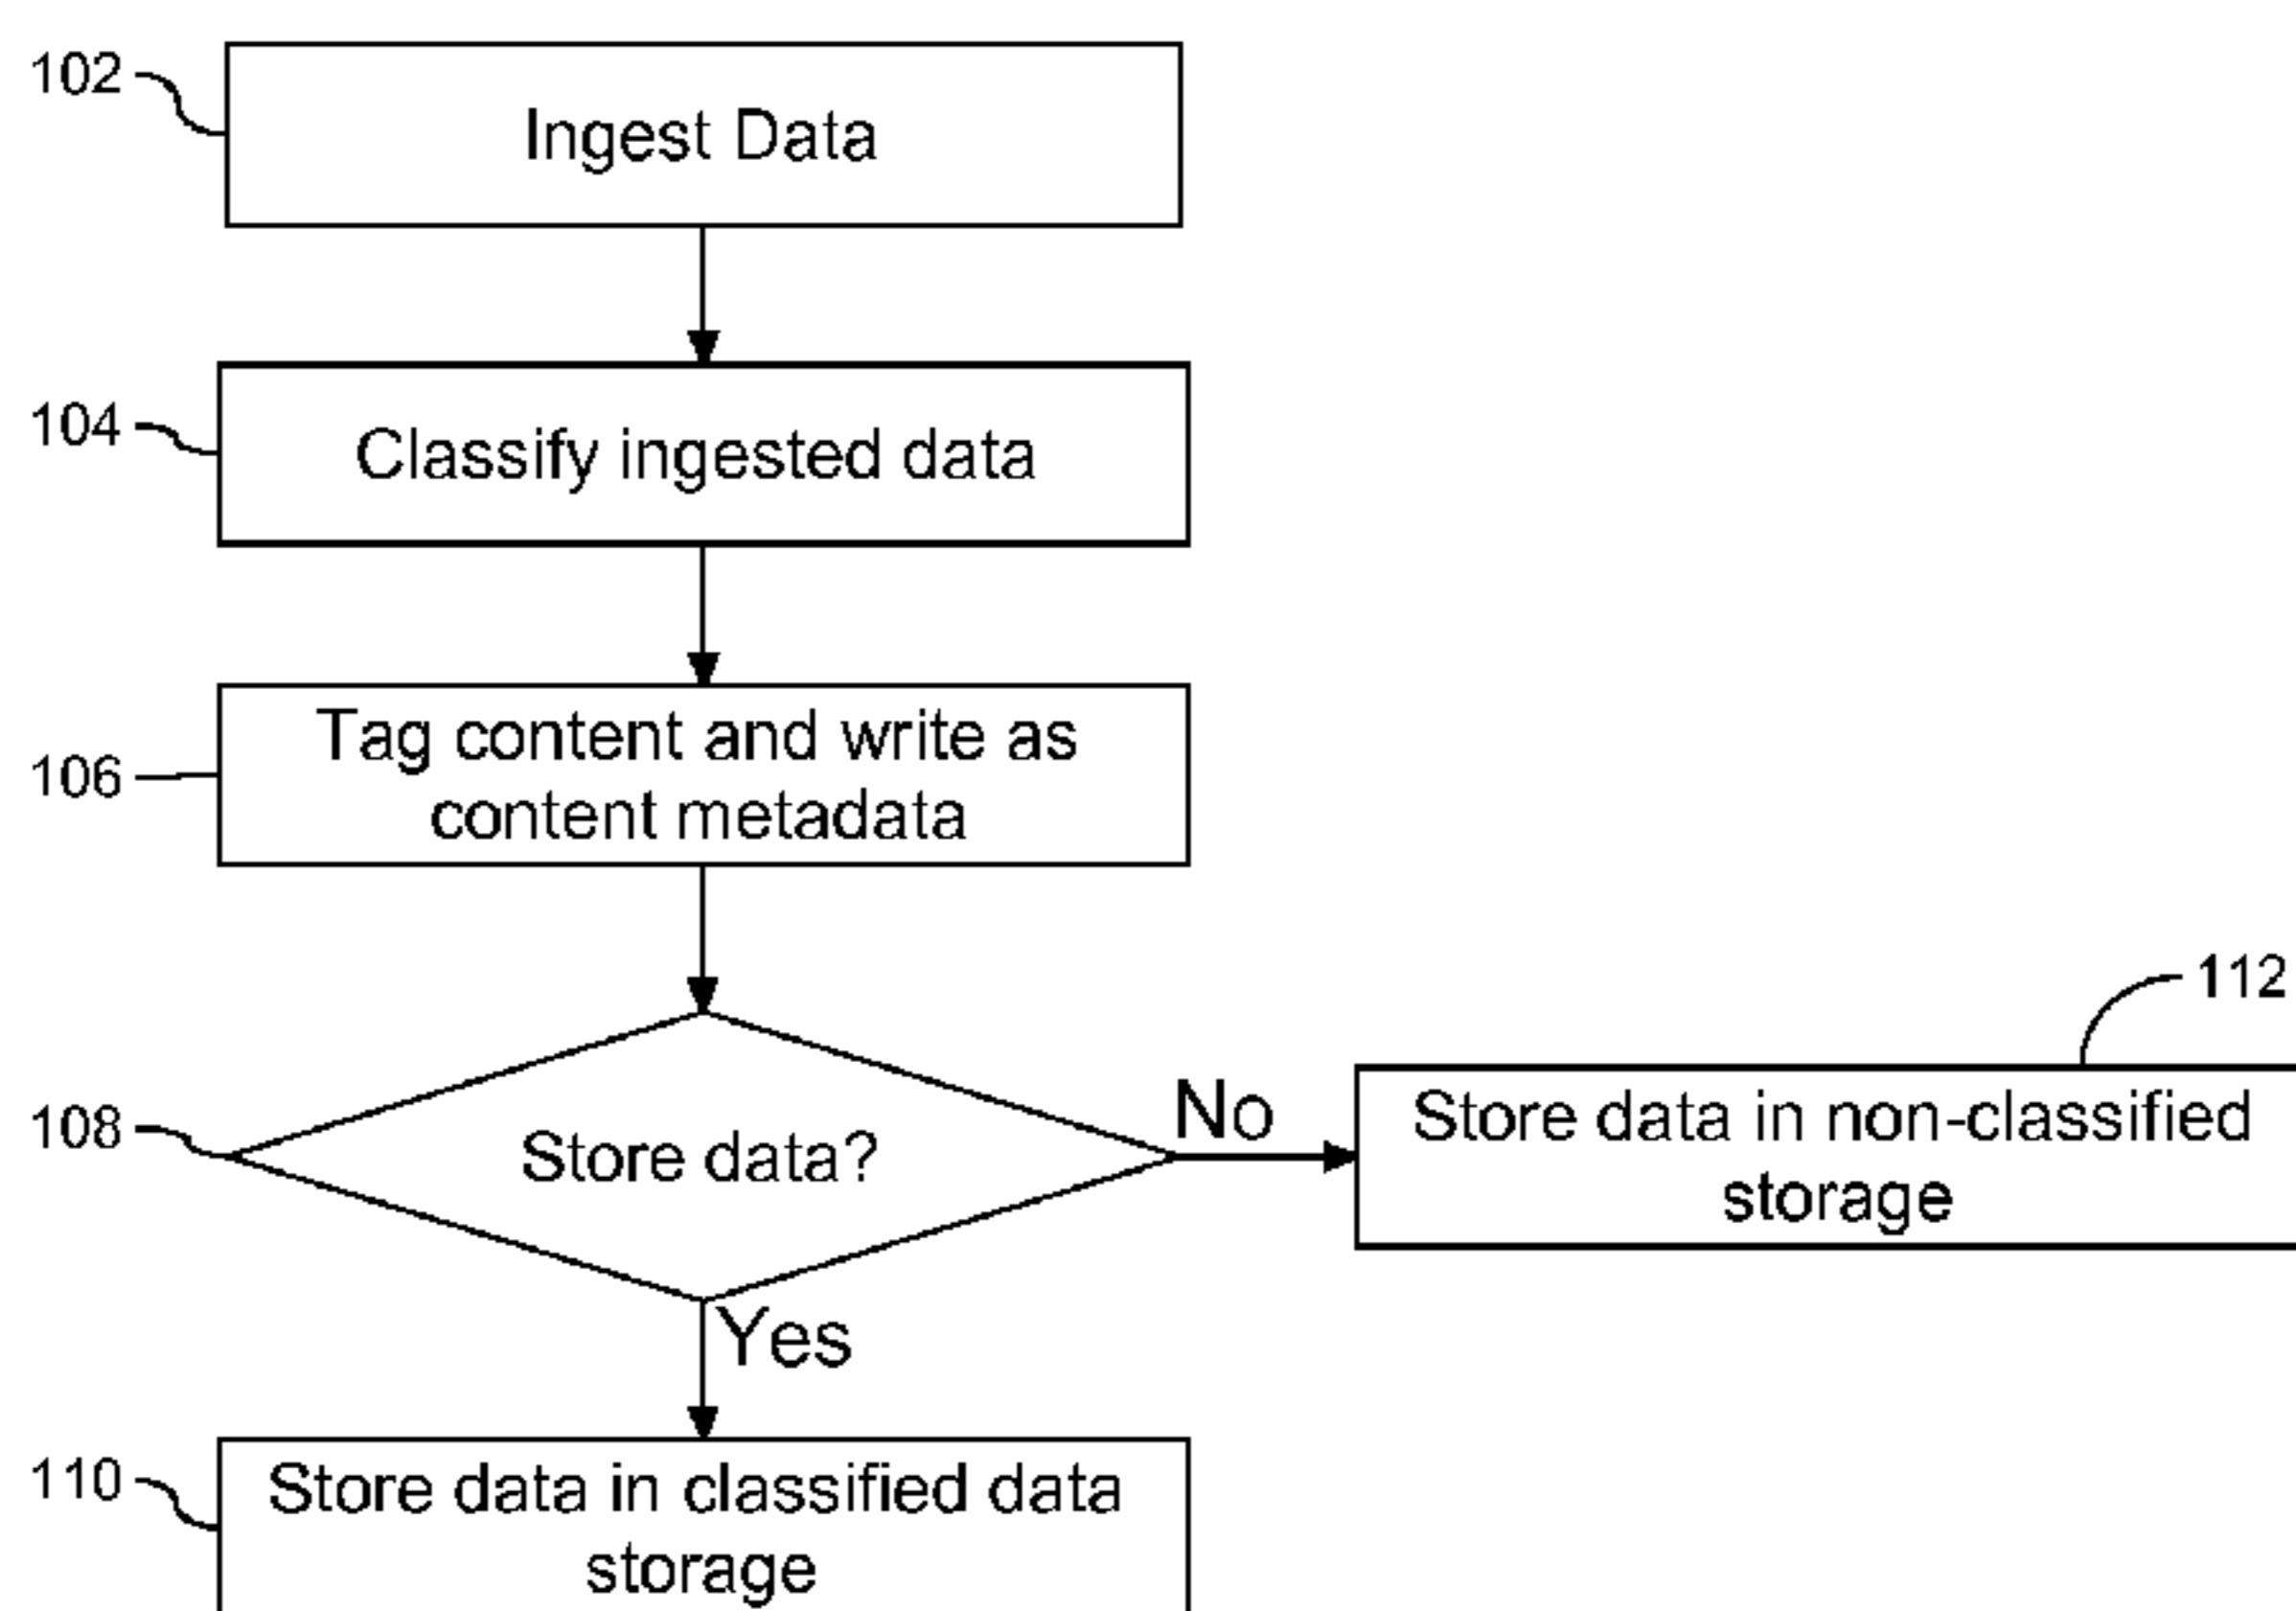 102
Ingest Data
104
Classify ingested data
106
Tag content and write as
content metadata
108
Store data?
No
112
Store data in non-classified
storage
Yes
110
Store data in classified data
storage